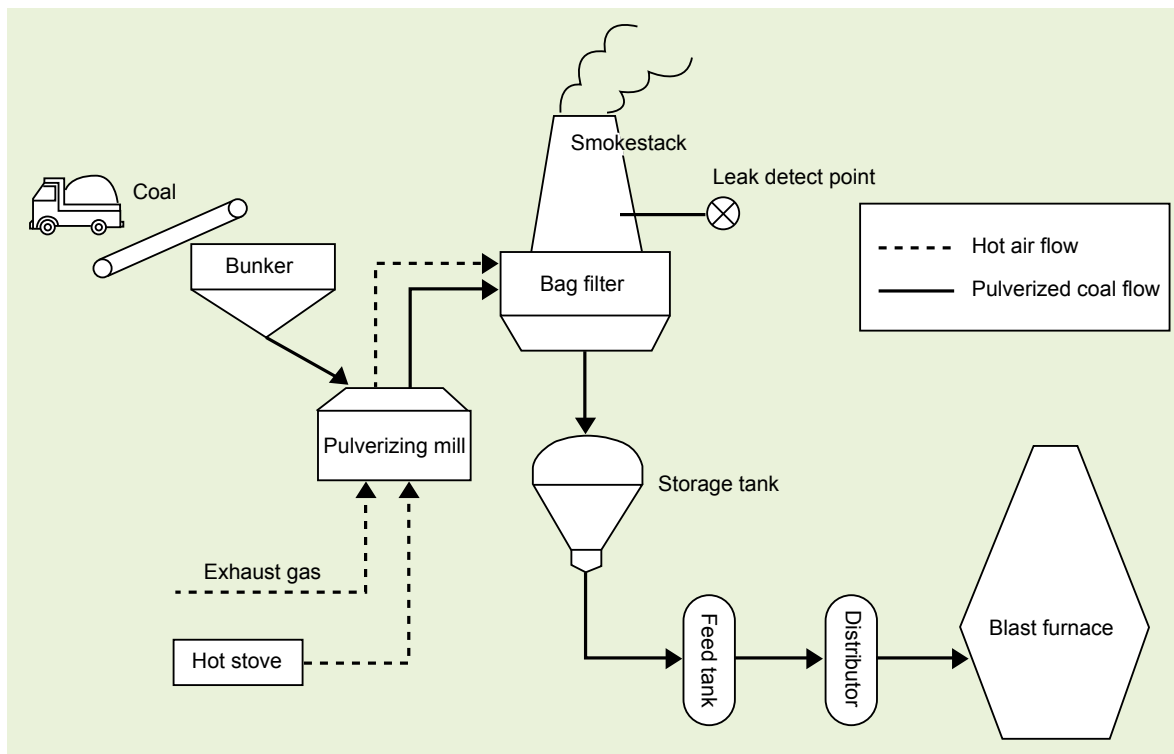 Smokestack
Coal
Leak detect point
Hot air flow
Bunker
Bag filter
Pulverized coal flow
Pulverizing mill
Storage tank
Exhaust gas
Feed tank
Distributor
Blast furnace
Hot stove